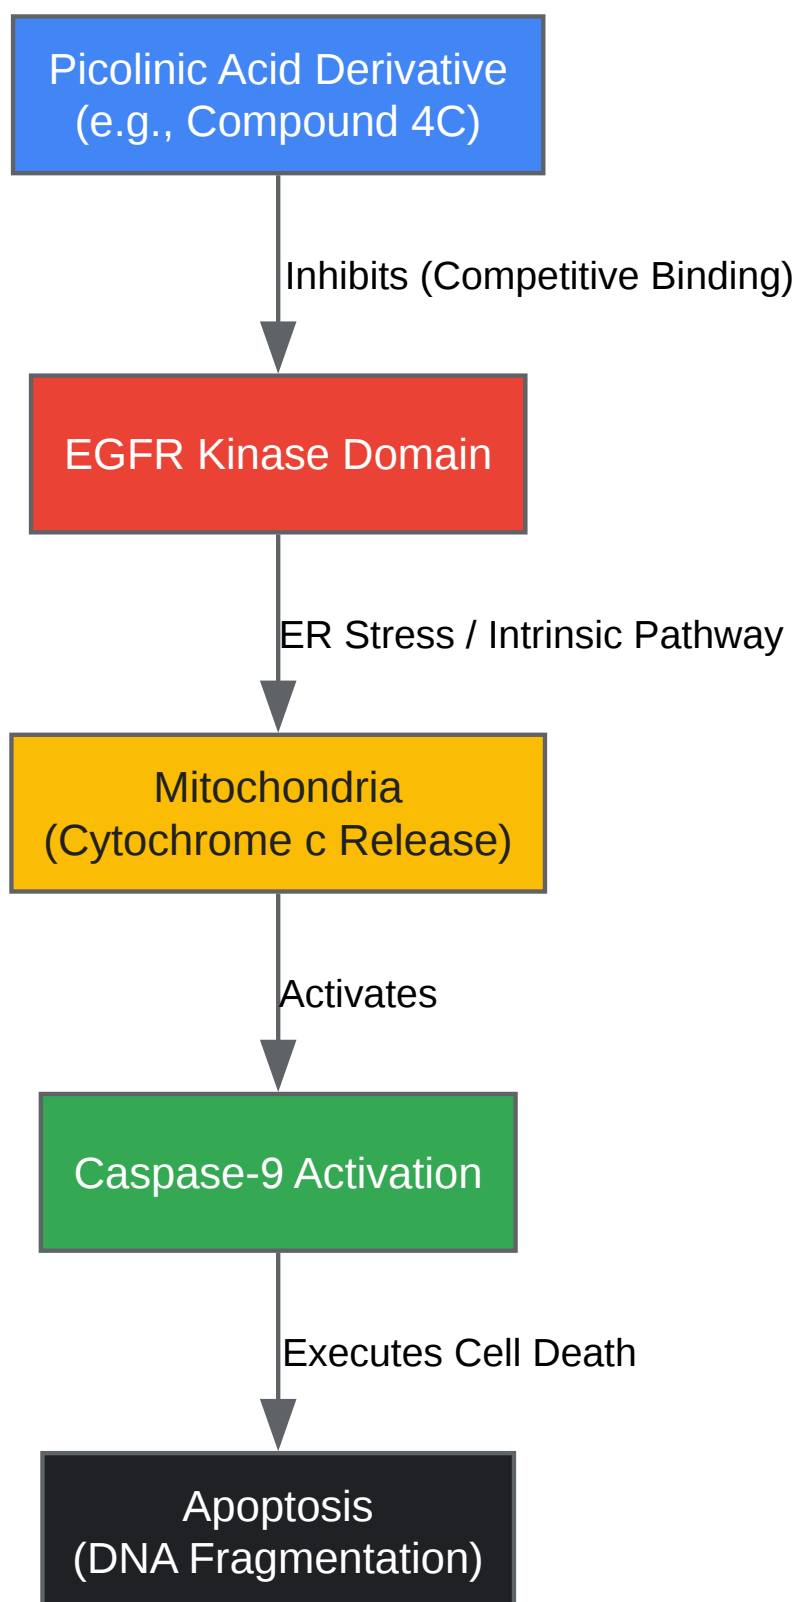 Picolinic Acid Derivative
(e.g., Compound 4C)
Inhibits (Competitive Binding)
EGFR Kinase Domain
ER Stress / Intrinsic Pathway
Mitochondria
(Cytochrome c Release)
Activates
Caspase-9 Activation
Executes Cell Death
Apoptosis
(DNA Fragmentation)